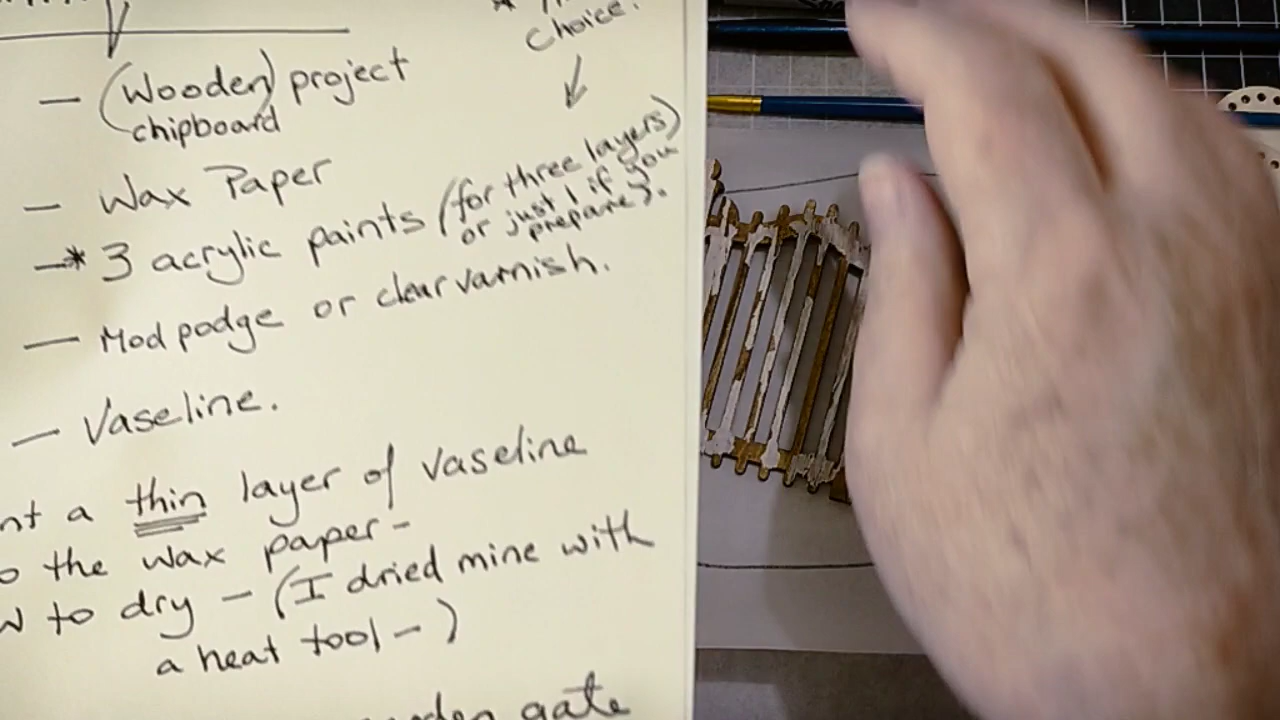 choice.
– (Wooden) project
chipboard
– Wax Paper
–* 3 acrylic paints (for three layers)
or just 1 if you
prepare).
– Mod podge or clear varnish.
– Vaseline.
a thin layer of vaseline
the wax paper –
to dry – (I dried mine with
a heat tool – )
gate